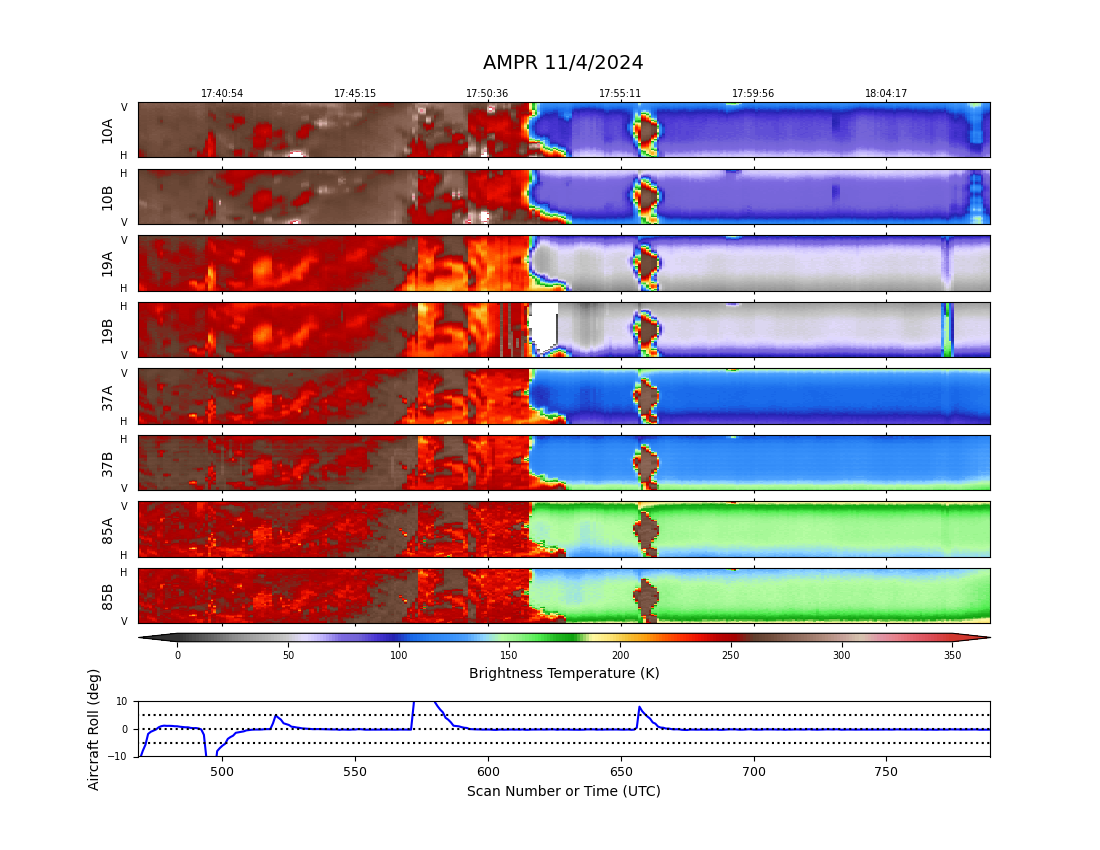 AMPR 11/4/2024
17:40:54 17:45:15 17:50:36 17:55:11 17:59:56 18:04:17
V
10A
H
H
10B
V
V
19A
H
H
19B
V
V
37A
H
H
37B
V
V
85A
H
H
85B
V
0 50 100 150 200 250 300 350
Brightness Temperature (K)
Aircraft Roll (deg)
10
0
−10
500 550 600 650 700 750
Scan Number or Time (UTC)